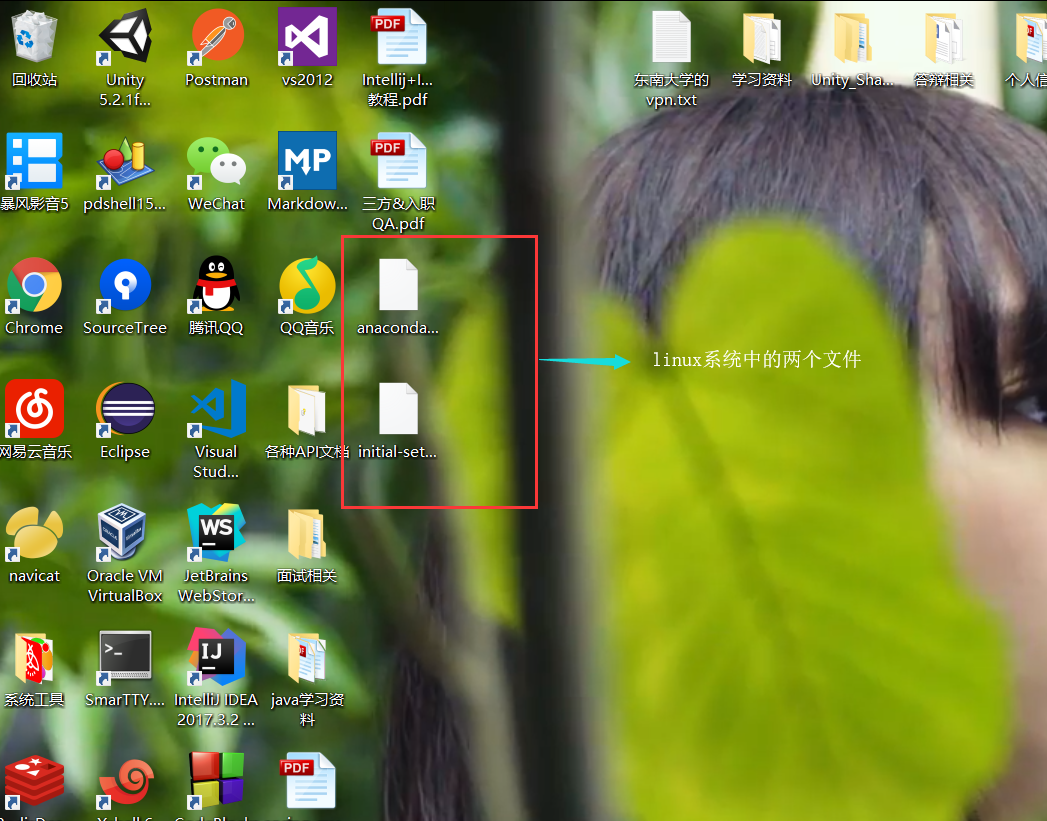 回收站
Unity
5.2.1f...
Postman
vs2012
Intellij+I...
教程.pdf
东南大学的
vpn.txt
学习资料
Unity_Sha...
答辩相关
个人信
暴风影音5
pdshell15...
WeChat
MP
Markdow...
PDF
PDF
三方&入职
QA.pdf
Chrome
SourceTree
腾讯QQ
QQ音乐
anaconda...
linux系统中的两个文件
网易云音乐
Eclipse
Visual
Stud...
各种API文档
initial-set...
navicat
Oracle VM
VirtualBox
WS
JetBrains
WebStor...
面试相关
系统工具
SmarTTY....
IJ
IntelliJ IDEA
2017.3.2 ...
java学习资
料
PDF